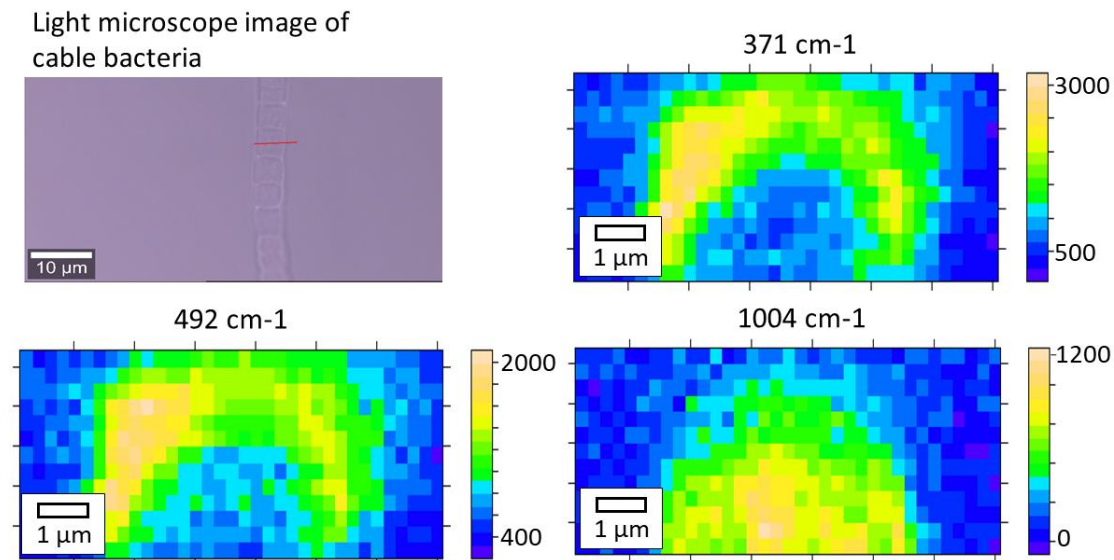 Light microscope image of
cable bacteria
10 µm
371 cm-1
3000
500
1 µm
492 cm-1
2000
400
1 µm
1004 cm-1
1200
0
1 µm